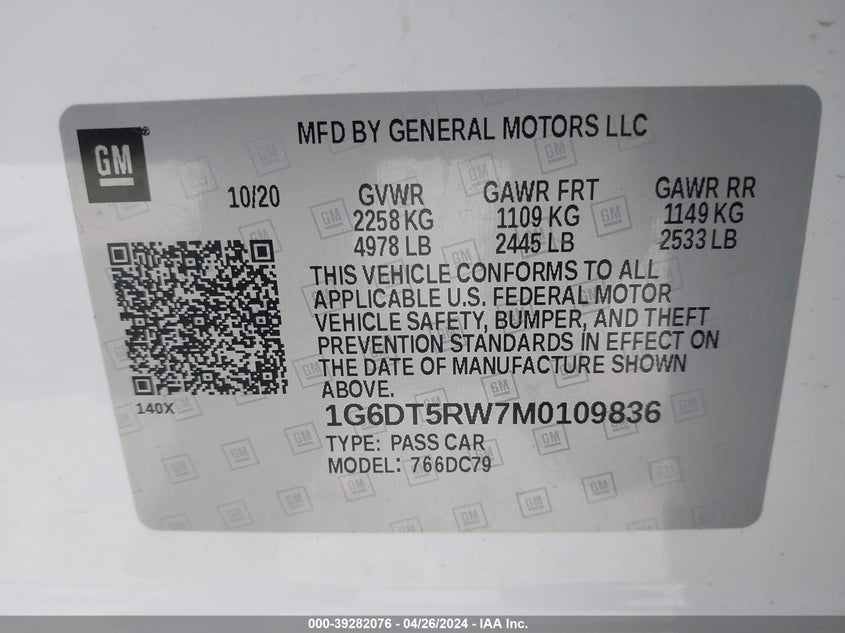 GM
MFD BY GENERAL MOTORS LLC
10/20
GVWR
2258 KG
4978 LB
GAWR FRT
1109 KG
2445 LB
GAWR RR
1149 KG
2533 LB
THIS VEHICLE CONFORMS TO ALL
APPLICABLE U.S. FEDERAL MOTOR
VEHICLE SAFETY, BUMPER, AND THEFT
PREVENTION STANDARDS IN EFFECT ON
THE DATE OF MANUFACTURE SHOWN
ABOVE.
140X
1G6DT5RW7M0109836
TYPE: PASS CAR
MODEL: 766DC79
000-39282076 - 04/26/2024 - IAA Inc.